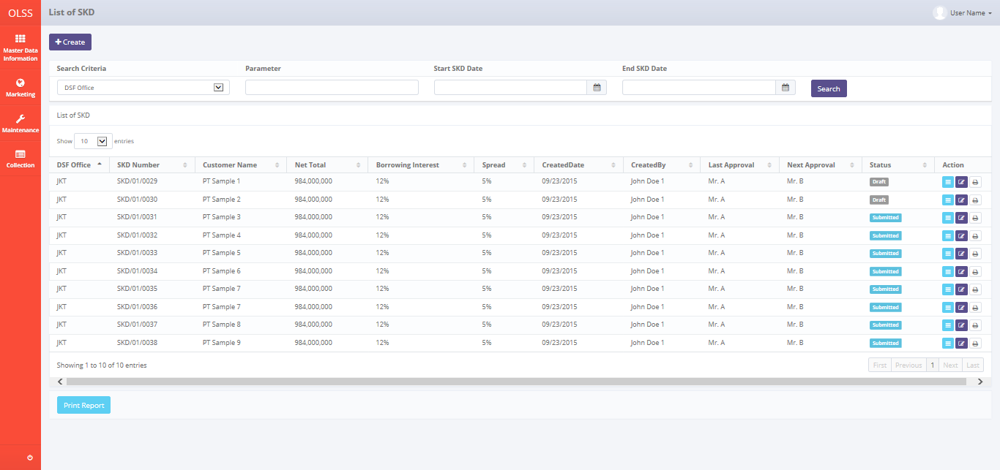 OLSS
List of SKD
User Name
Master Data
Information
Marketing
Maintenance
Collection
Create
Search Criteria Parameter Start SKD Date End SKD Date
DSF Office
Search
List of SKD
Show 10 entries
DSF Office SKD Number Customer Name Net Total Borrowing Interest Spread CreatedDate CreatedBy Last Approval Next Approval Status Action
JKT SKD/01/0029 PT Sample 1 984,000,000 12% 5% 09/23/2015 John Doe 1 Mr. A Mr. B Draft
JKT SKD/01/0030 PT Sample 2 984,000,000 12% 5% 09/23/2015 John Doe 1 Mr. A Mr. B Draft
JKT SKD/01/0031 PT Sample 3 984,000,000 12% 5% 09/23/2015 John Doe 1 Mr. A Mr. B Submitted
JKT SKD/01/0032 PT Sample 4 984,000,000 12% 5% 09/23/2015 John Doe 1 Mr. A Mr. B Submitted
JKT SKD/01/0033 PT Sample 5 984,000,000 12% 5% 09/23/2015 John Doe 1 Mr. A Mr. B Submitted
JKT SKD/01/0034 PT Sample 6 984,000,000 12% 5% 09/23/2015 John Doe 1 Mr. A Mr. B Submitted
JKT SKD/01/0035 PT Sample 7 984,000,000 12% 5% 09/23/2015 John Doe 1 Mr. A Mr. B Submitted
JKT SKD/01/0036 PT Sample 7 984,000,000 12% 5% 09/23/2015 John Doe 1 Mr. A Mr. B Submitted
JKT SKD/01/0037 PT Sample 8 984,000,000 12% 5% 09/23/2015 John Doe 1 Mr. A Mr. B Submitted
JKT SKD/01/0038 PT Sample 9 984,000,000 12% 5% 09/23/2015 John Doe 1 Mr. A Mr. B Submitted
Showing 1 to 10 of 10 entries
First Previous 1 Next Last
Print Report